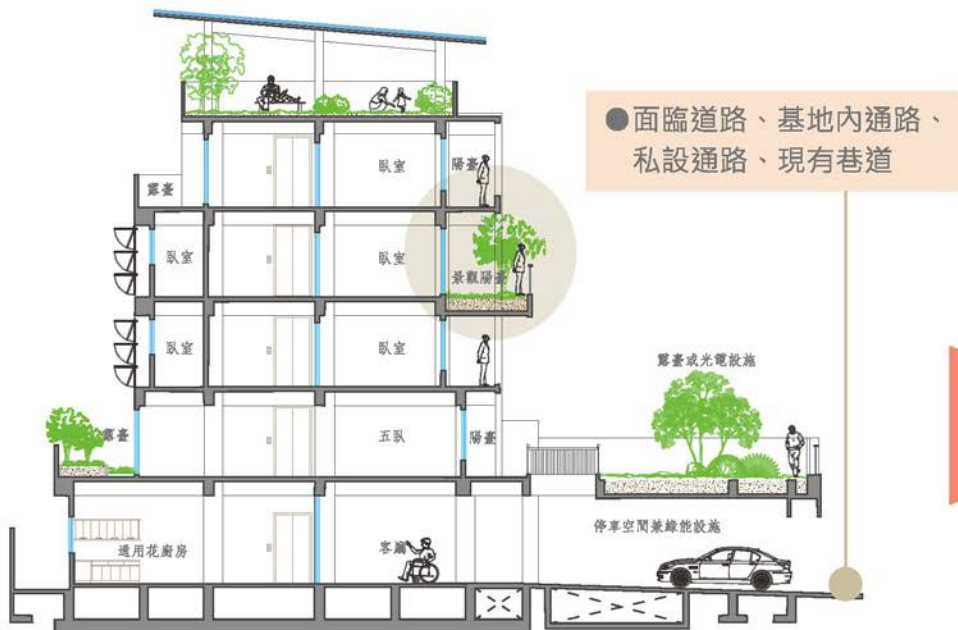 ●面臨道路、基地內通路、
私設通路、現有巷道
臥室
陽臺
露臺
臥室
臥室
景觀陽臺
臥室
臥室
露臺或光電設施
露臺
五臥
陽臺
停車空間兼綠能設施
通用花廚房
客廳